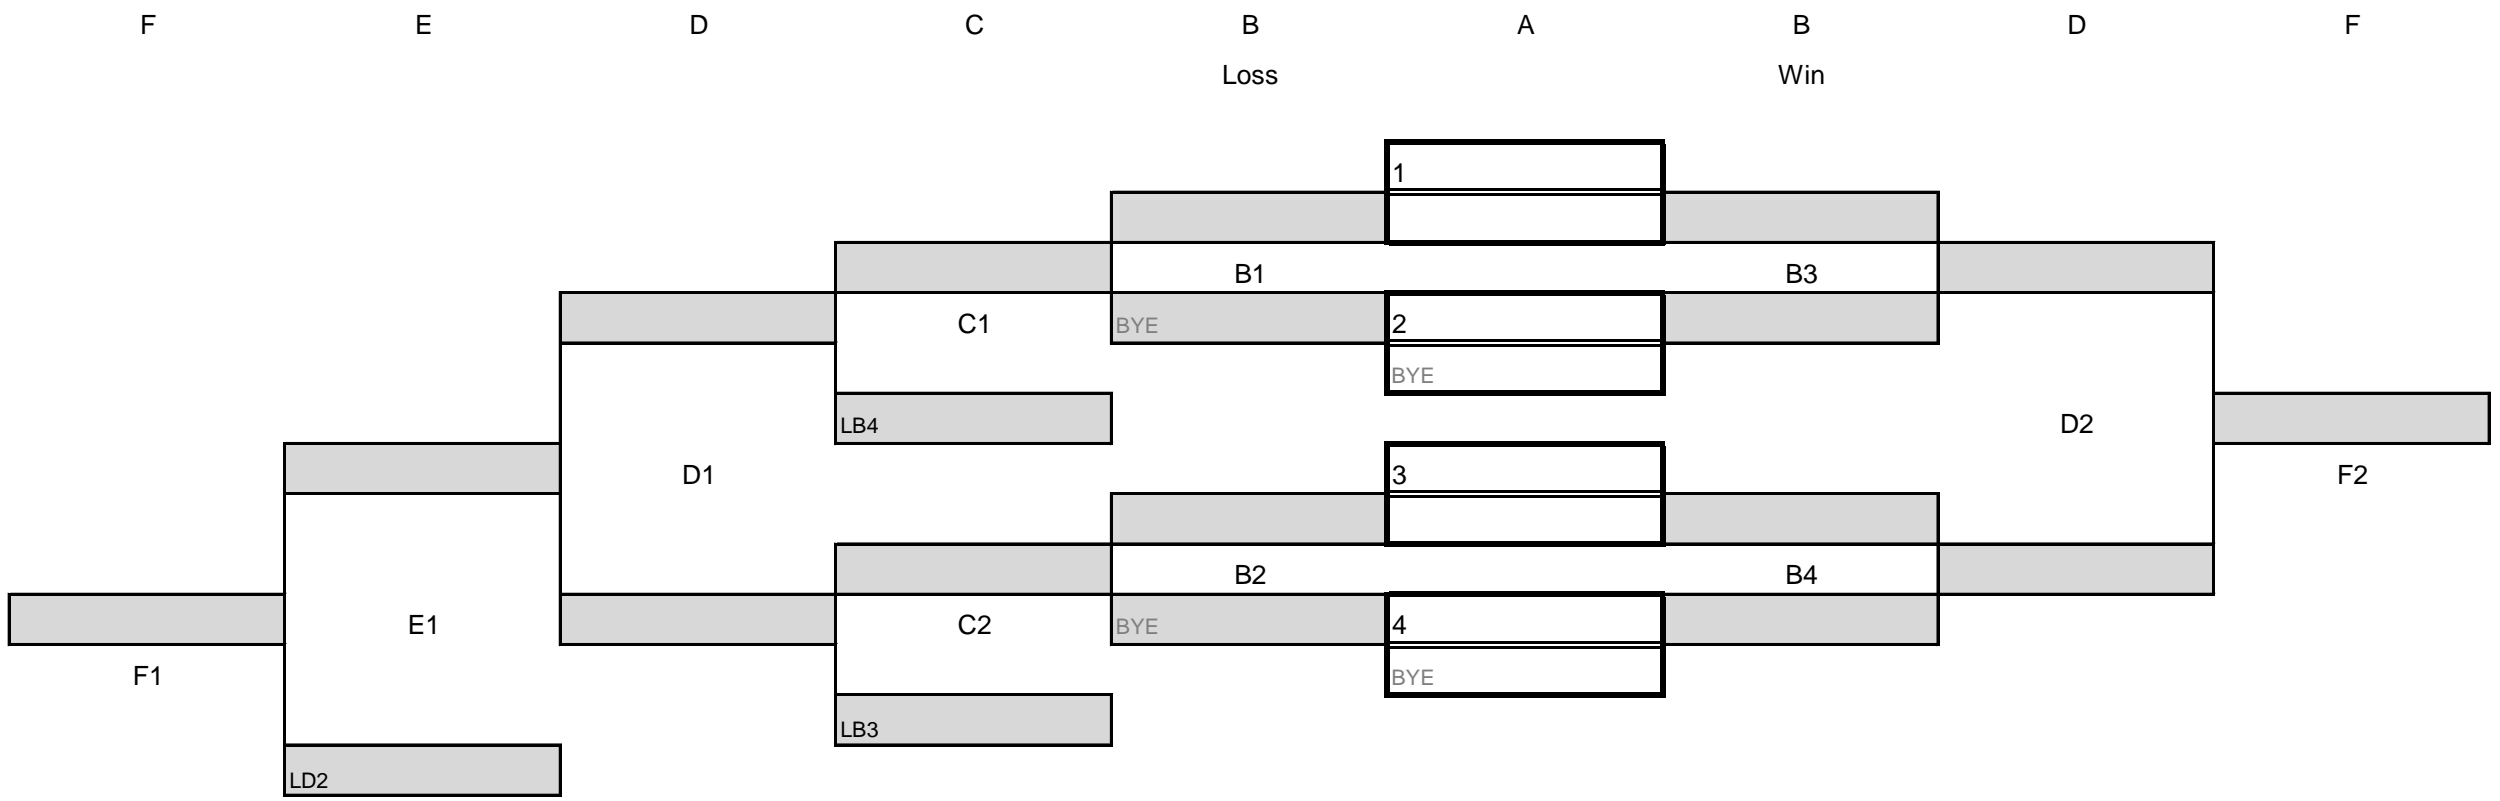 F E D C B A B D F
Loss Win
1
B1 B3
C1 BYE 2
BYE
LB4 D2
D1 3 F2
B2 B4
E1 C2 BYE 4
F1 BYE
LB3
LD2